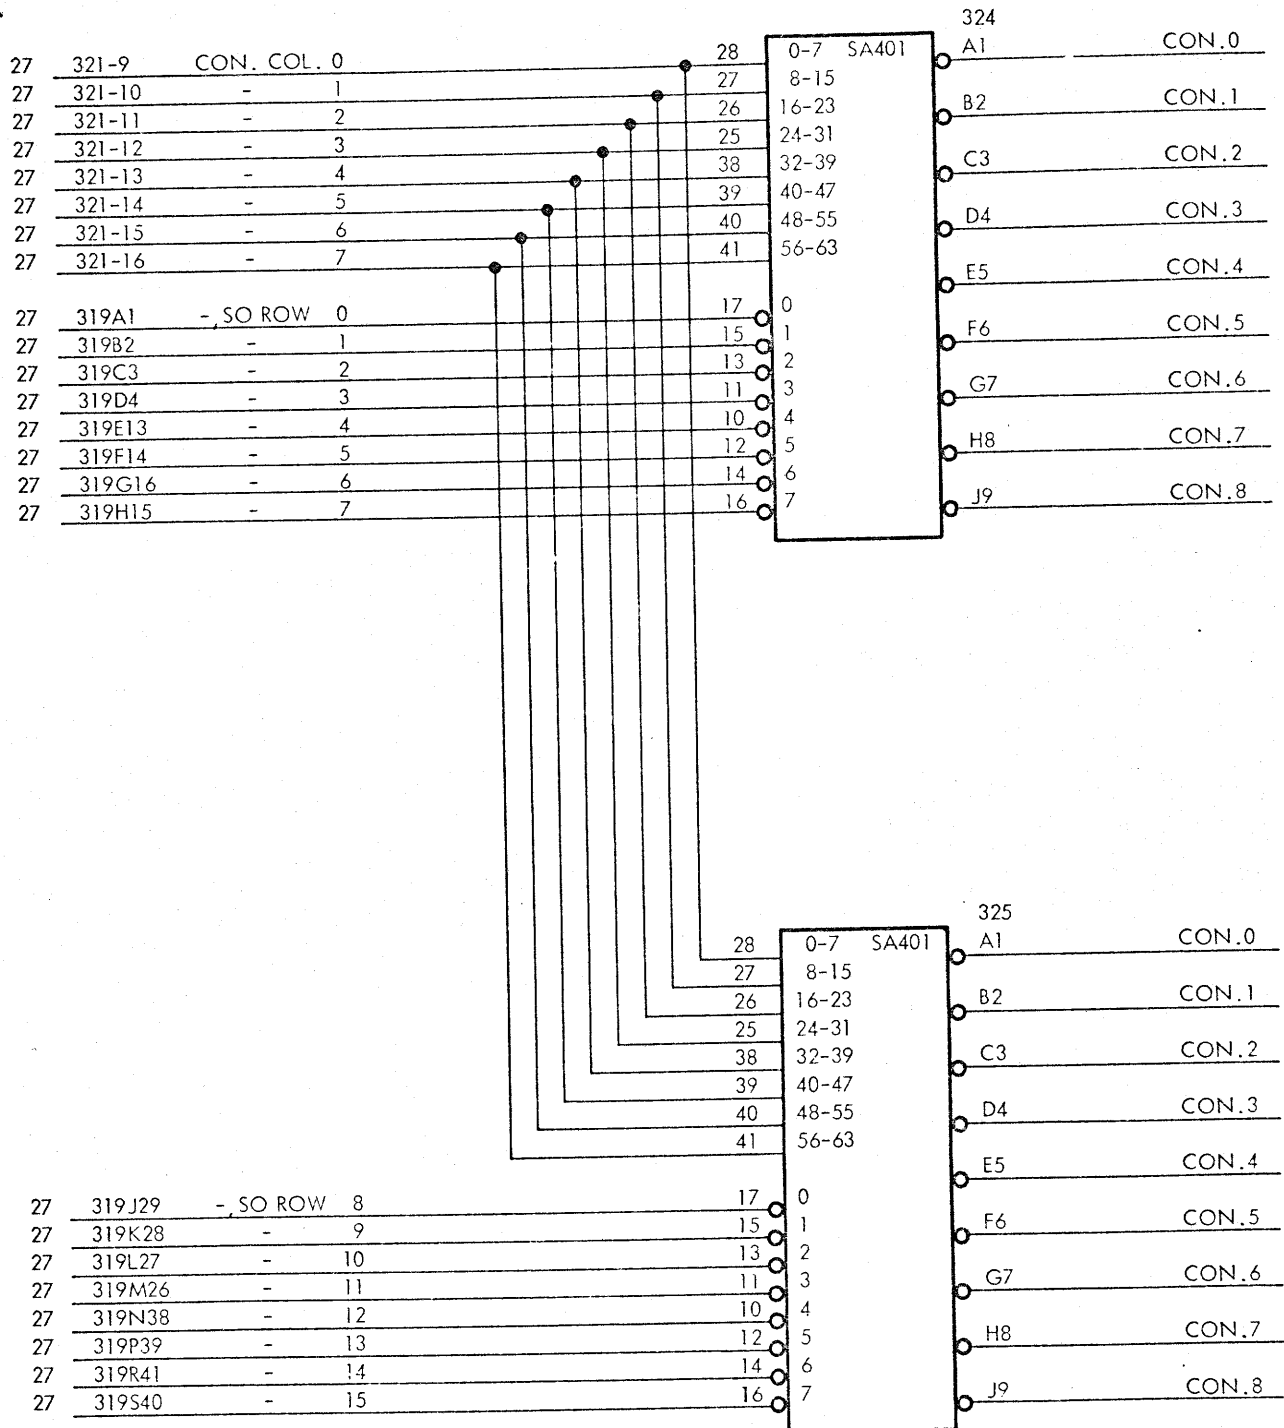 324
27 321-9 CON. COL. 0 28 0-7 SA401 A1 CON.0
27 321-10 - 1 27 8-15
27 321-11 - 2 26 16-23 B2 CON.1
27 321-12 - 3 25 24-31
27 321-13 - 4 38 32-39 C3 CON.2
27 321-14 - 5 39 40-47
27 321-15 - 6 40 48-55 D4 CON.3
27 321-16 - 7 41 56-63
E5 CON.4
27 319A1 -,SO ROW 0 17 0
27 319B2 - 1 15 1 F6 CON.5
27 319C3 - 2 13 2
27 319D4 - 3 11 3 G7 CON.6
27 319E13 - 4 10 4
27 319F14 - 5 12 5 H8 CON.7
27 319G16 - 6 14 6
27 319H15 - 7 16 7 J9 CON.8
325
28 0-7 SA401 A1 CON.0
27 8-15
26 16-23 B2 CON.1
25 24-31
38 32-39 C3 CON.2
39 40-47
40 48-55 D4 CON.3
41 56-63
E5 CON.4
27 319J29 -,SO ROW 8 17 0
27 319K28 - 9 15 1 F6 CON.5
27 319L27 - 10 13 2
27 319M26 - 11 11 3 G7 CON.6
27 319N38 - 12 10 4
27 319P39 - 13 12 5 H8 CON.7
27 319R41 - 14 14 6
27 319S40 - 15 16 7 J9 CON.8